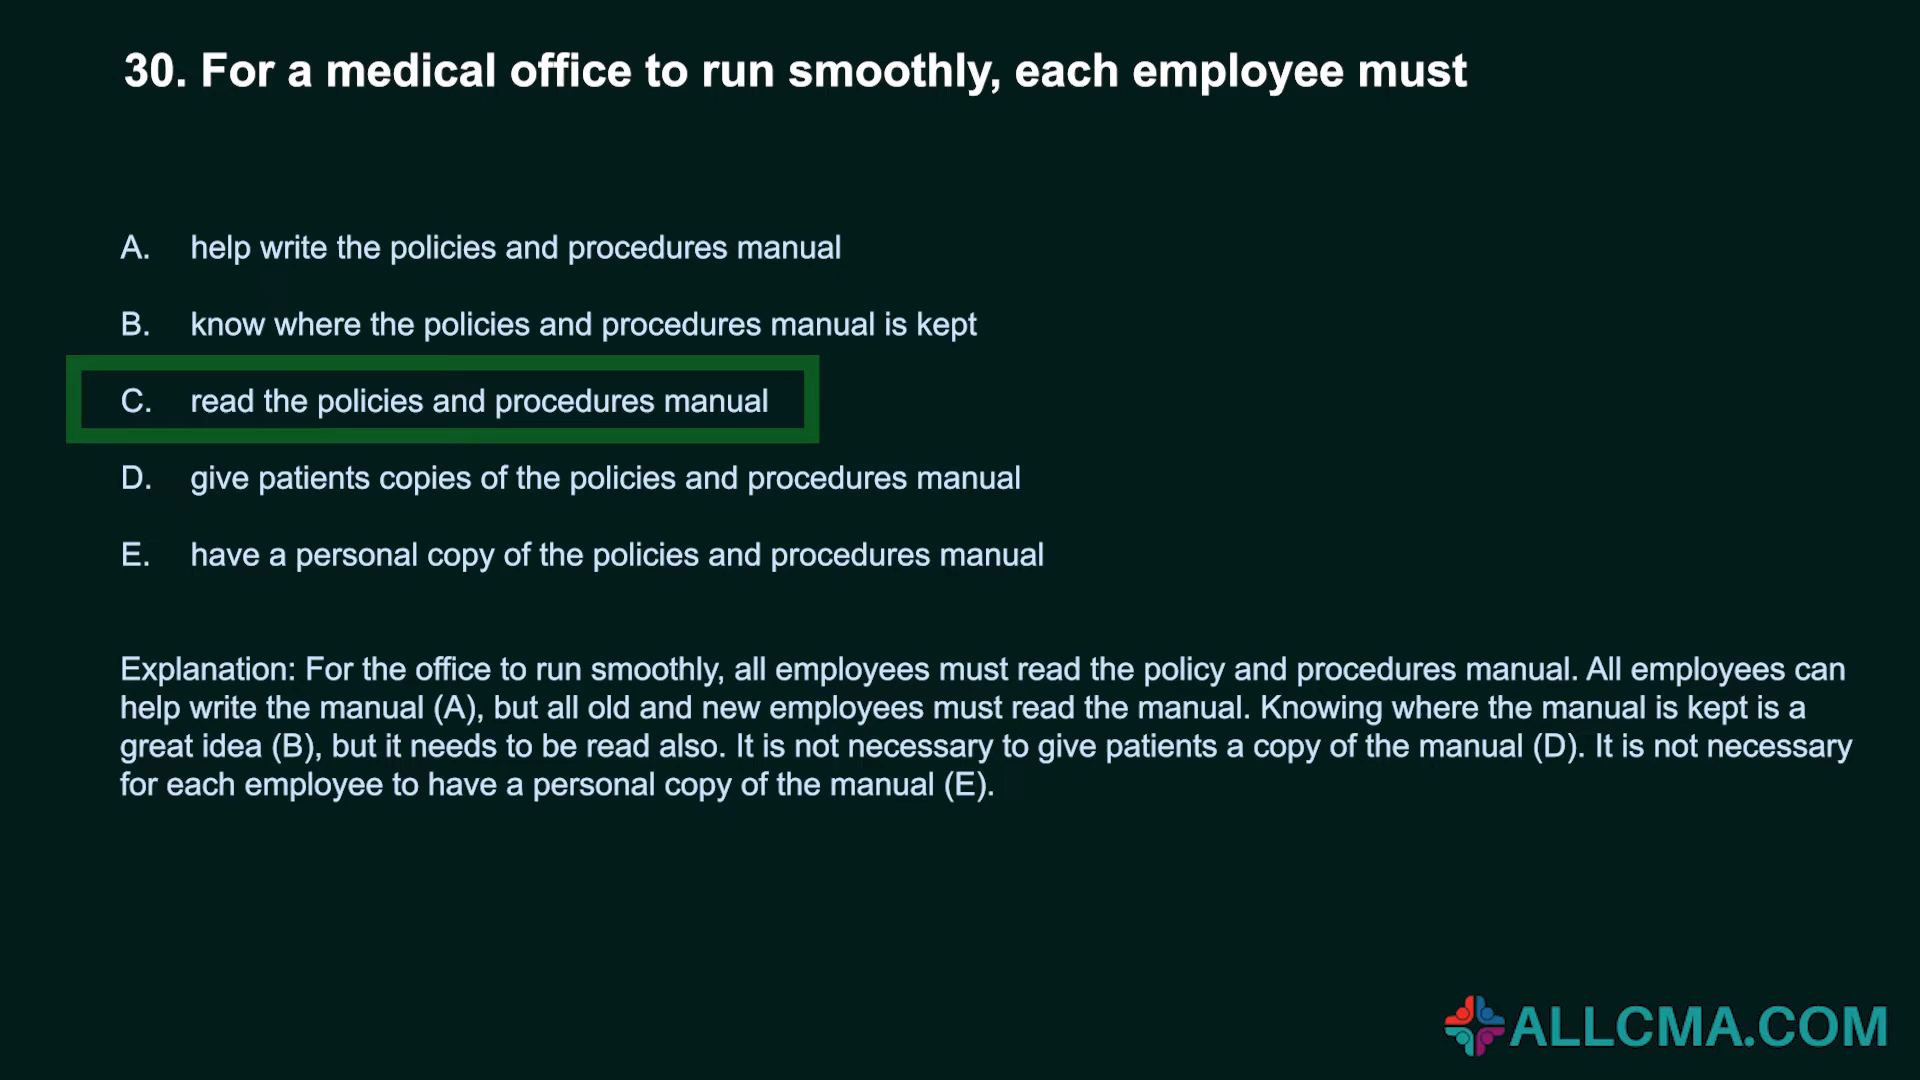 30. For a medical office to run smoothly, each employee must
A. help write the policies and procedures manual
B. know where the policies and procedures manual is kept
C. read the policies and procedures manual
D. give patients copies of the policies and procedures manual
E. have a personal copy of the policies and procedures manual
Explanation: For the office to run smoothly, all employees must read the policy and procedures manual. All employees can
help write the manual (A), but all old and new employees must read the manual. Knowing where the manual is kept is a
great idea (B), but it needs to be read also. It is not necessary to give patients a copy of the manual (D). It is not necessary
for each employee to have a personal copy of the manual (E).
ALLCMA.COM